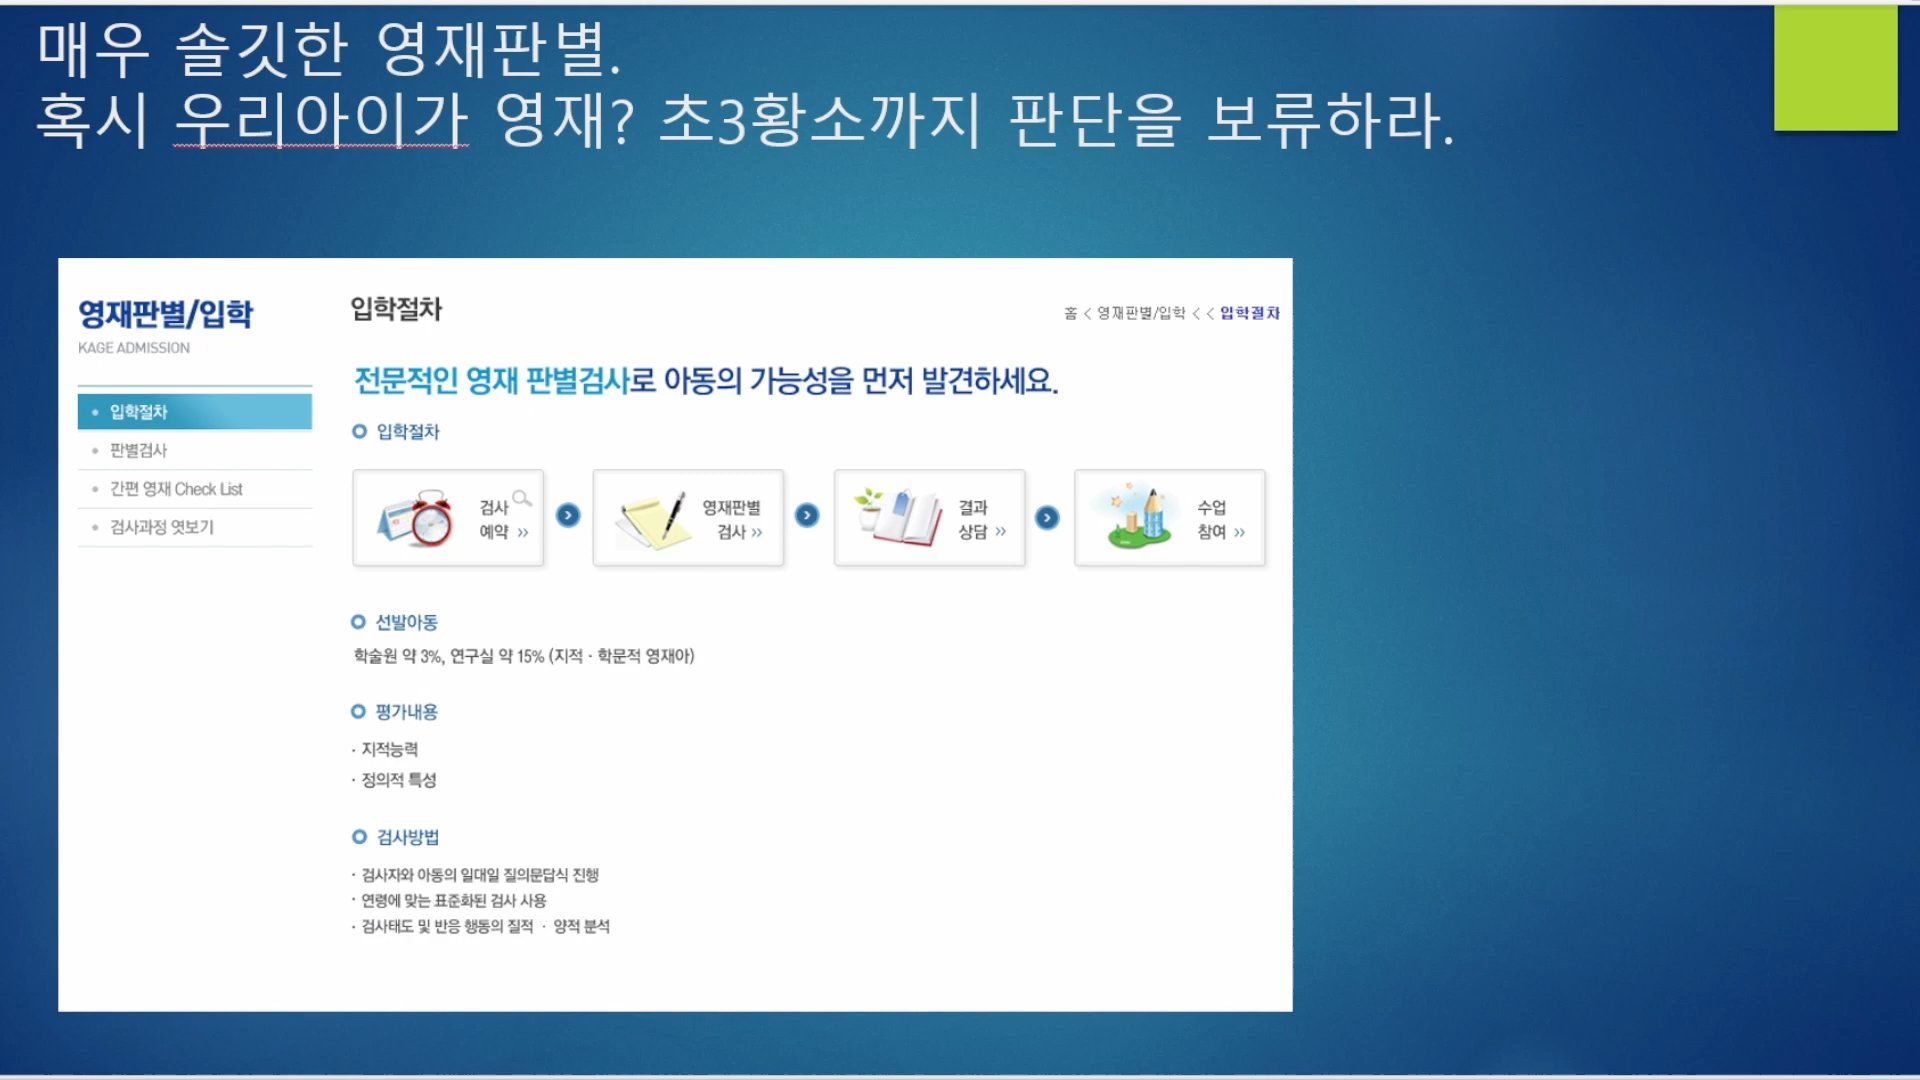 매우 솔깃한 영재판별.
혹시 우리아이가 영재? 초3황소까지 판단을 보류하라.
영재판별/입학
KAGE ADMISSION
• 입학절차
• 판별검사
• 간편 영재 Check List
• 검사과정 엿보기
입학절차
홈 < 영재판별/입학 < < 입학절차
전문적인 영재 판별검사로 아동의 가능성을 먼저 발견하세요.
입학절차
검사
예약 >>
영재판별
검사 >>
결과
상담 >>
수업
참여 >>
선발아동
학술원 약 3%, 연구실 약 15% (지적 · 학문적 영재아)
평가내용
· 지적능력
· 정의적 특성
검사방법
· 검사자와 아동의 일대일 질의문답식 진행
· 연령에 맞는 표준화된 검사 사용
· 검사태도 및 반응 행동의 질적 · 양적 분석